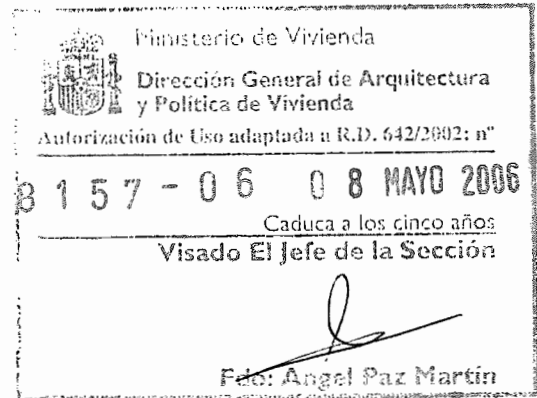 Ministerio de Vivienda
Dirección General de Arquitectura
y Política de Vivienda
Autorización de Uso adaptada a R.D. 642/2002: nº
8157-06 08 MAYO 2006
Caduca a los cinco años
Visado El Jefe de la Sección
Fdo: Angel Paz Martín